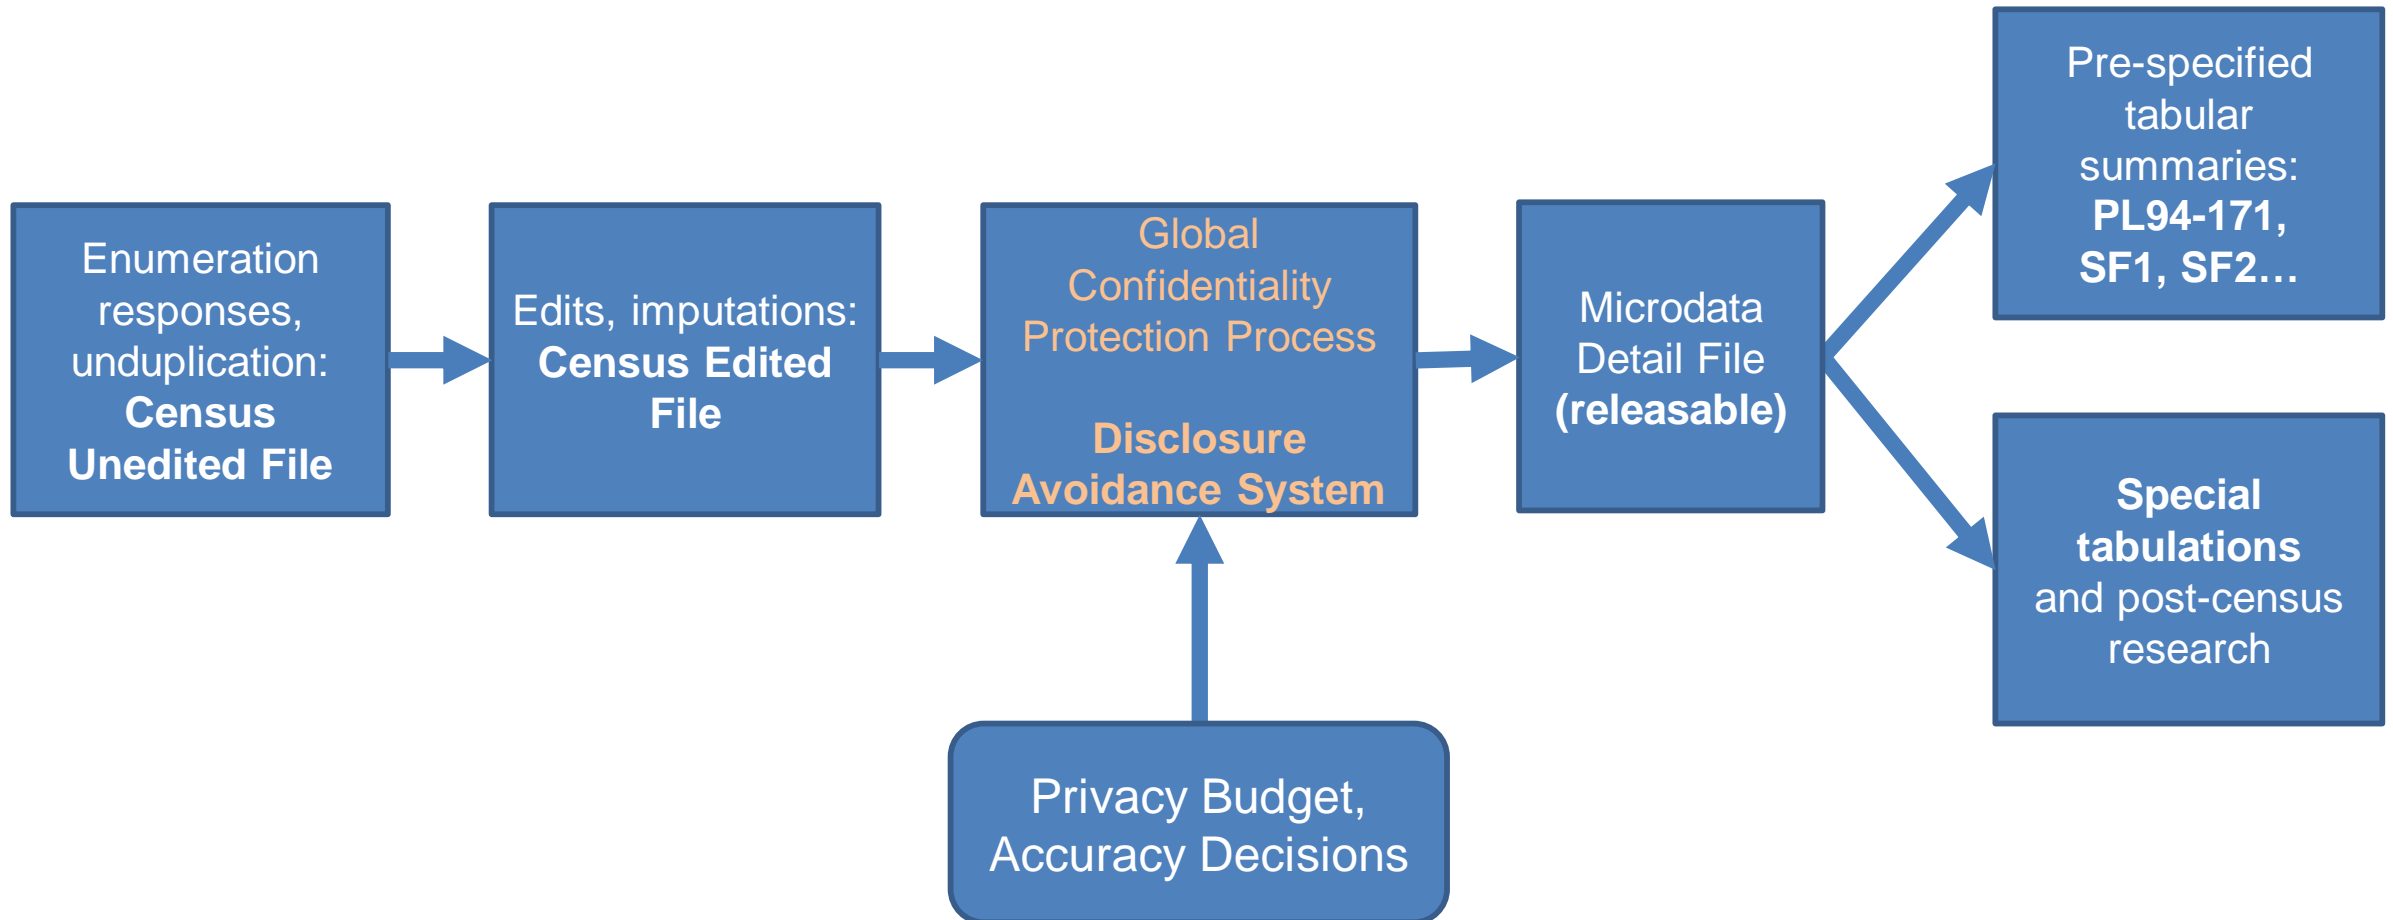 Enumeration
responses,
unduplication:
Census
Unedited File
Edits, imputations:
Census Edited
File
Global
Confidentiality
Protection Process
Disclosure
Avoidance System
Privacy Budget,
Accuracy Decisions
Microdata
Detail File
(releasable)
Pre-specified
tabular
summaries:
PL94-171,
SF1, SF2…
Special
tabulations
and post-census
research